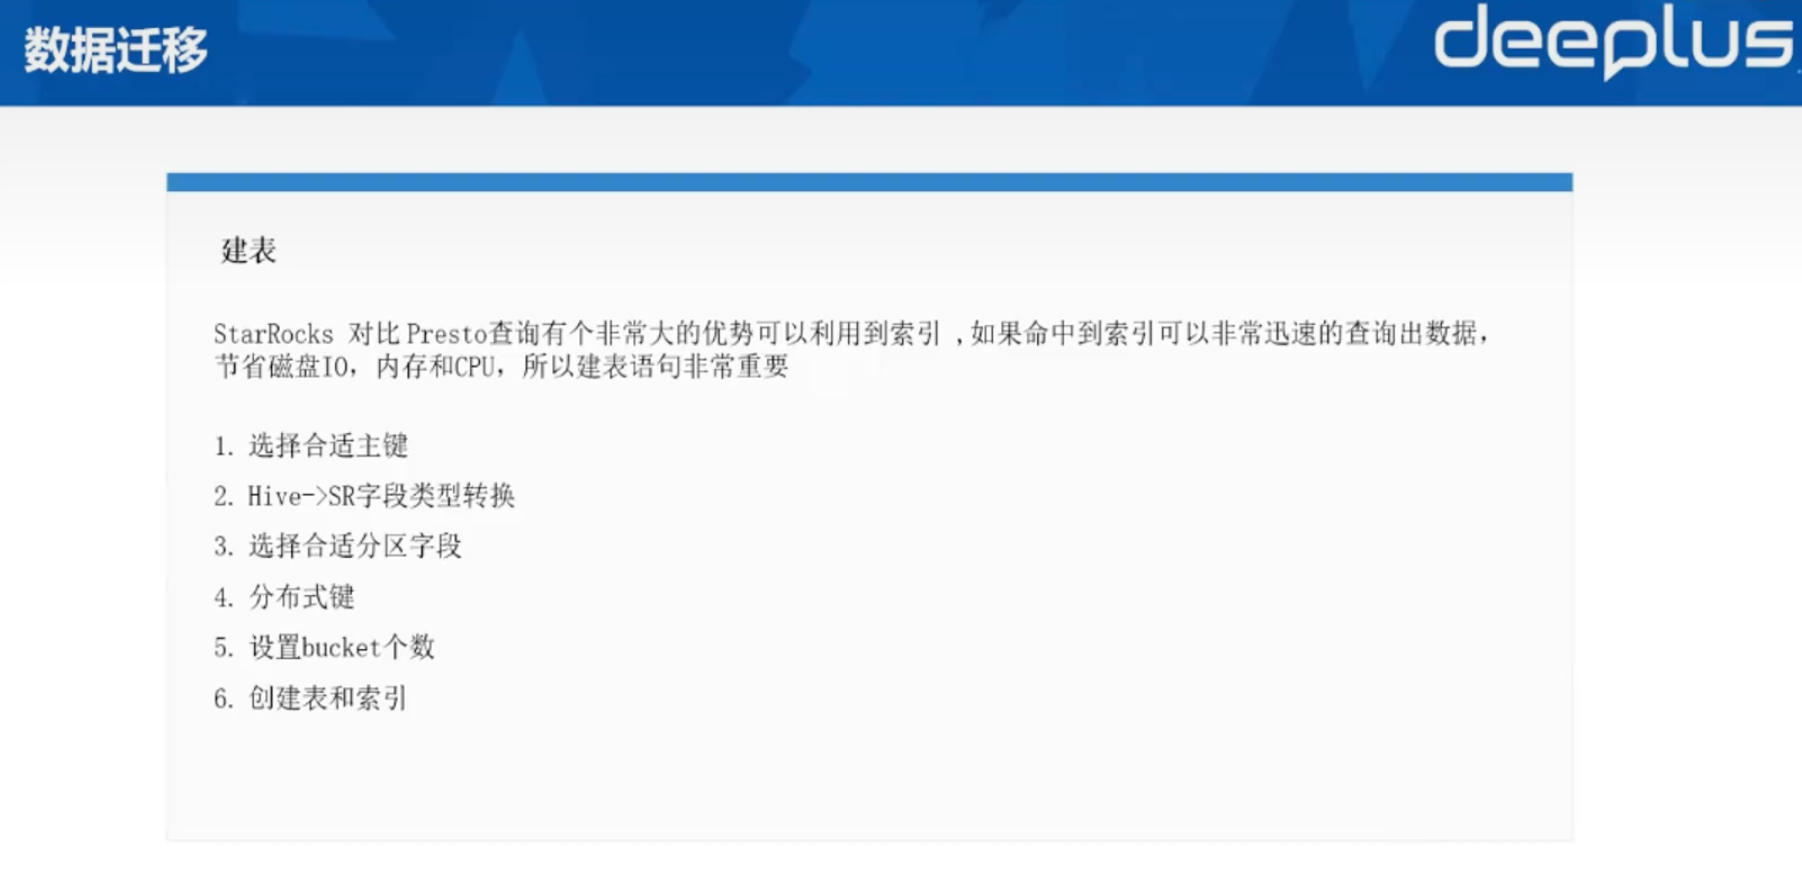 数据迁移
deeplus
建表
StarRocks 对比Presto查询有个非常大的优势可以利用到索引 ,如果命中到索引可以非常迅速的查询出数据,
节省磁盘IO，内存和CPU，所以建表语句非常重要
1. 选择合适主键
2. Hive->SR字段类型转换
3. 选择合适分区字段
4. 分布式键
5. 设置bucket个数
6. 创建表和索引